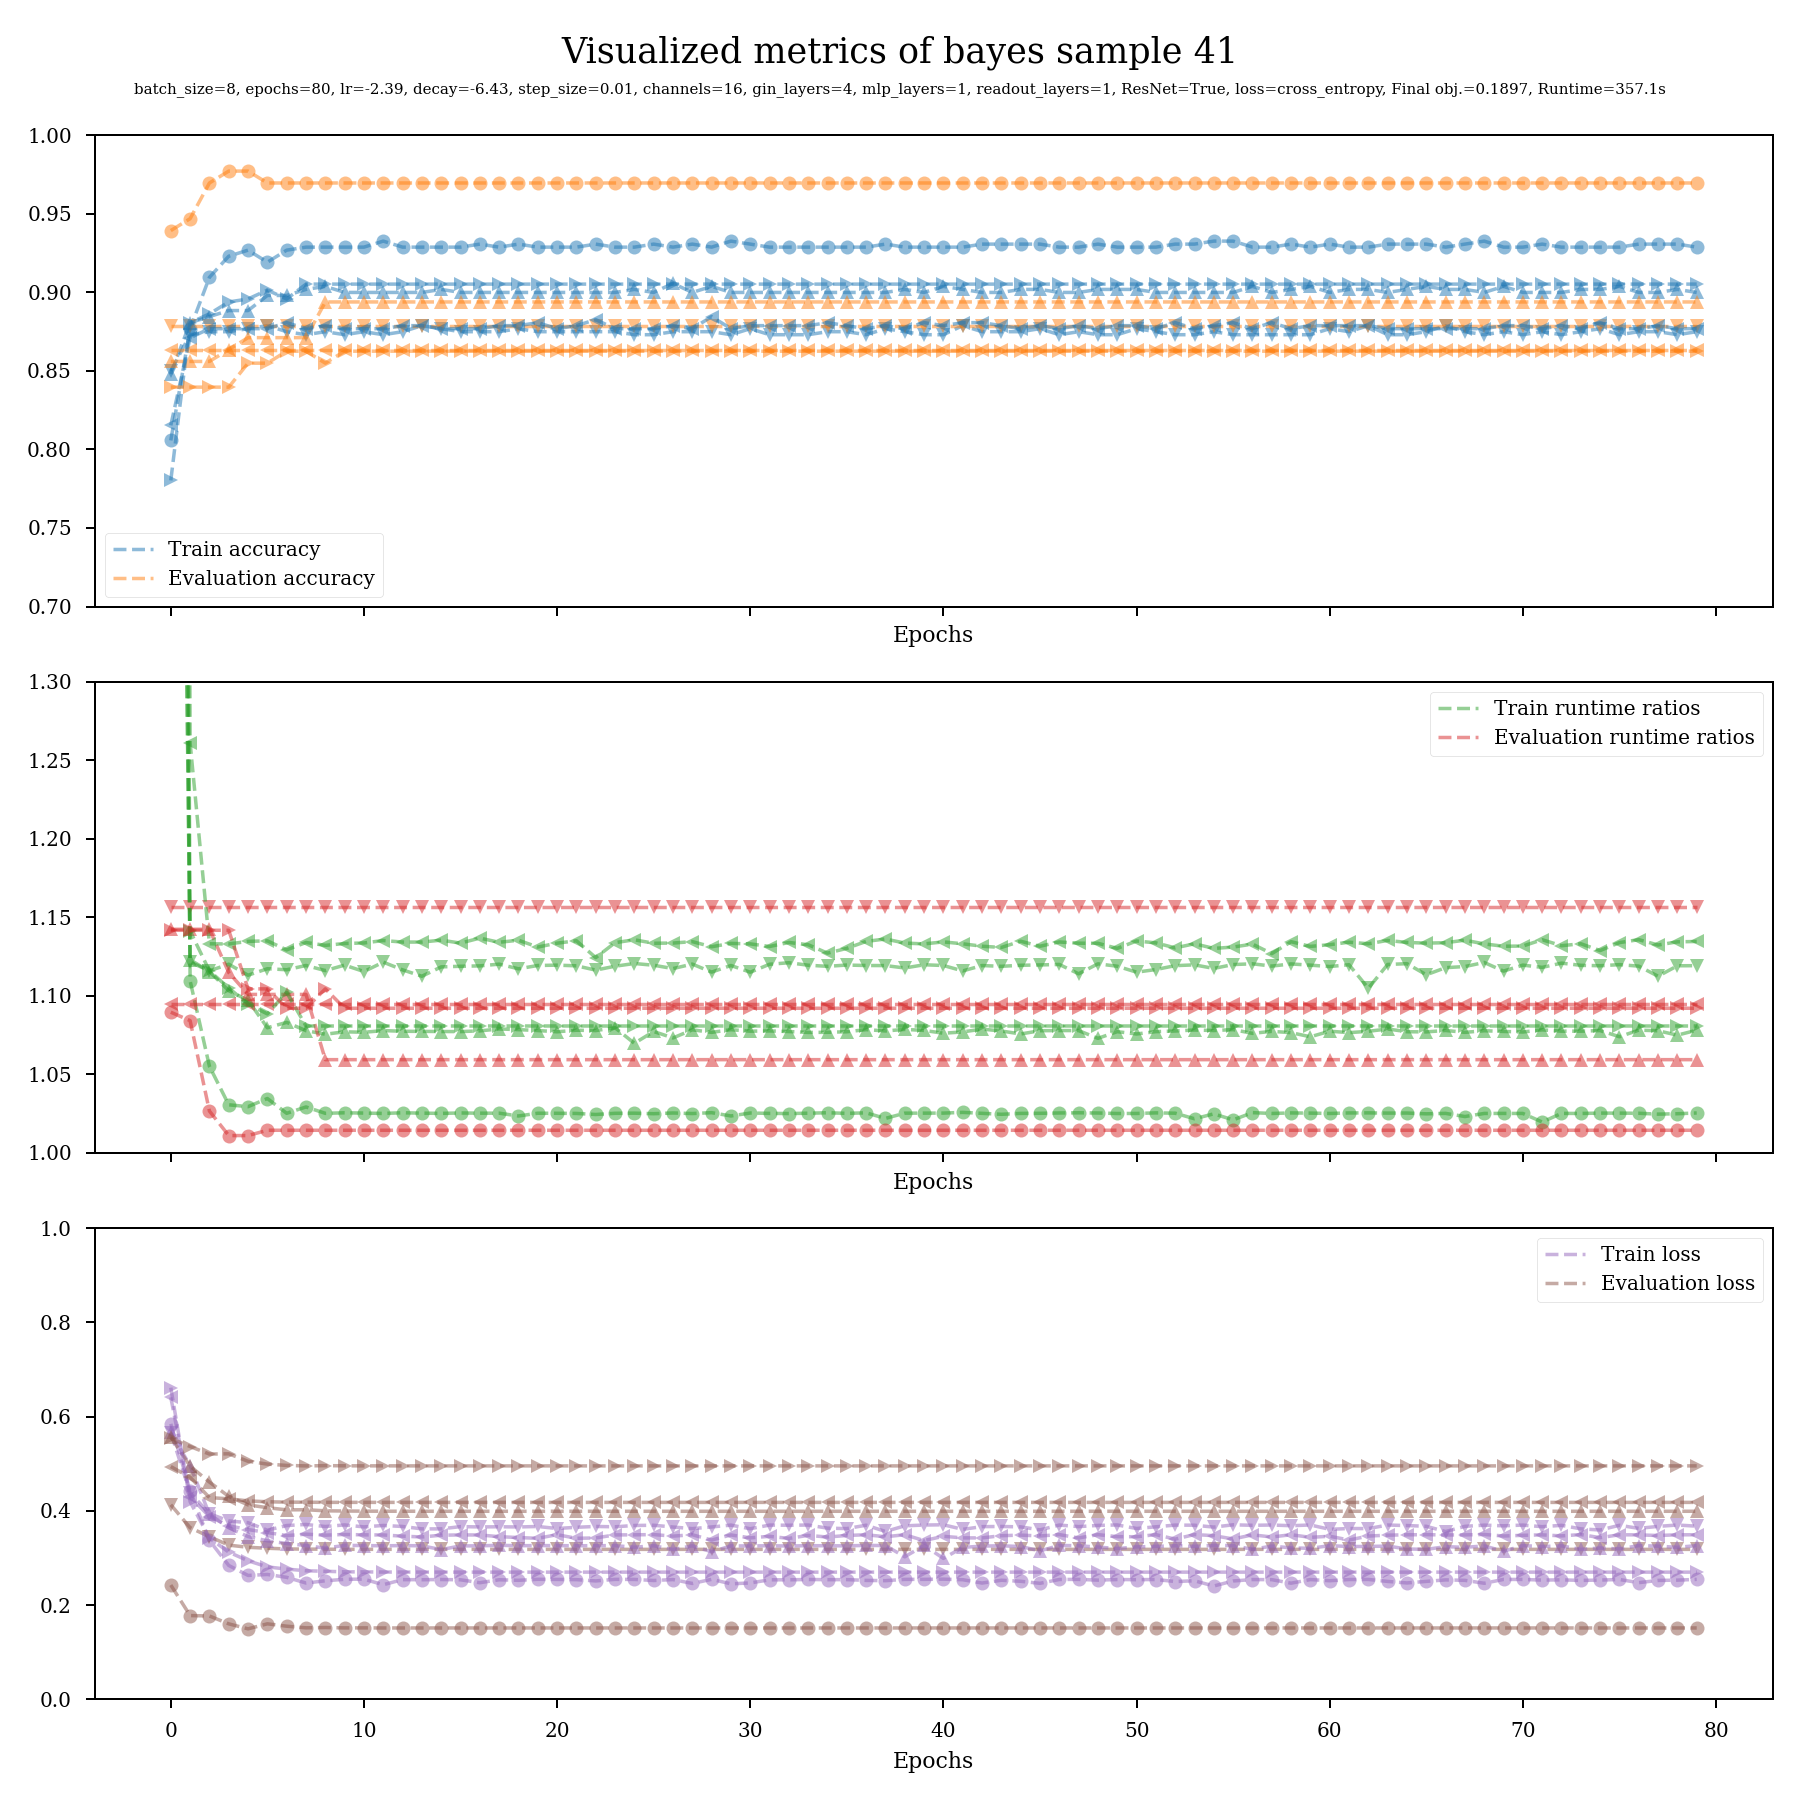 Visualized metrics of bayes sample 41
batch_size=8, epochs=80, lr=-2.39, decay=-6.43, step_size=0.01, channels=16, gin_layers=4, mlp_layers=1, readout_layers=1, ResNet=True, loss=cross_entropy, Final obj.=0.1897, Runtime=357.1s
1.00
0.95
0.90
0.85
0.80
0.75
0.70
Train accuracy
Evaluation accuracy
Epochs
1.30
1.25
1.20
1.15
1.10
1.05
1.00
Train runtime ratios
Evaluation runtime ratios
Epochs
1.0
0.8
0.6
0.4
0.2
0.0
Train loss
Evaluation loss
0 10 20 30 40 50 60 70 80
Epochs